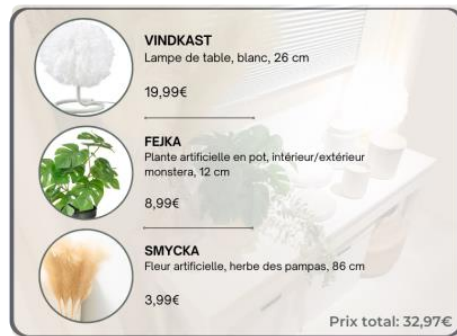 VINDKAST
Lampe de table, blanc, 26 cm
19,99€
FEJKA
Plante artificielle en pot, intérieur/extérieur
monstera, 12 cm
8,99€
SMYCKA
Fleur artificielle, herbe des pampas, 86 cm
3,99€
Prix total: 32,97€